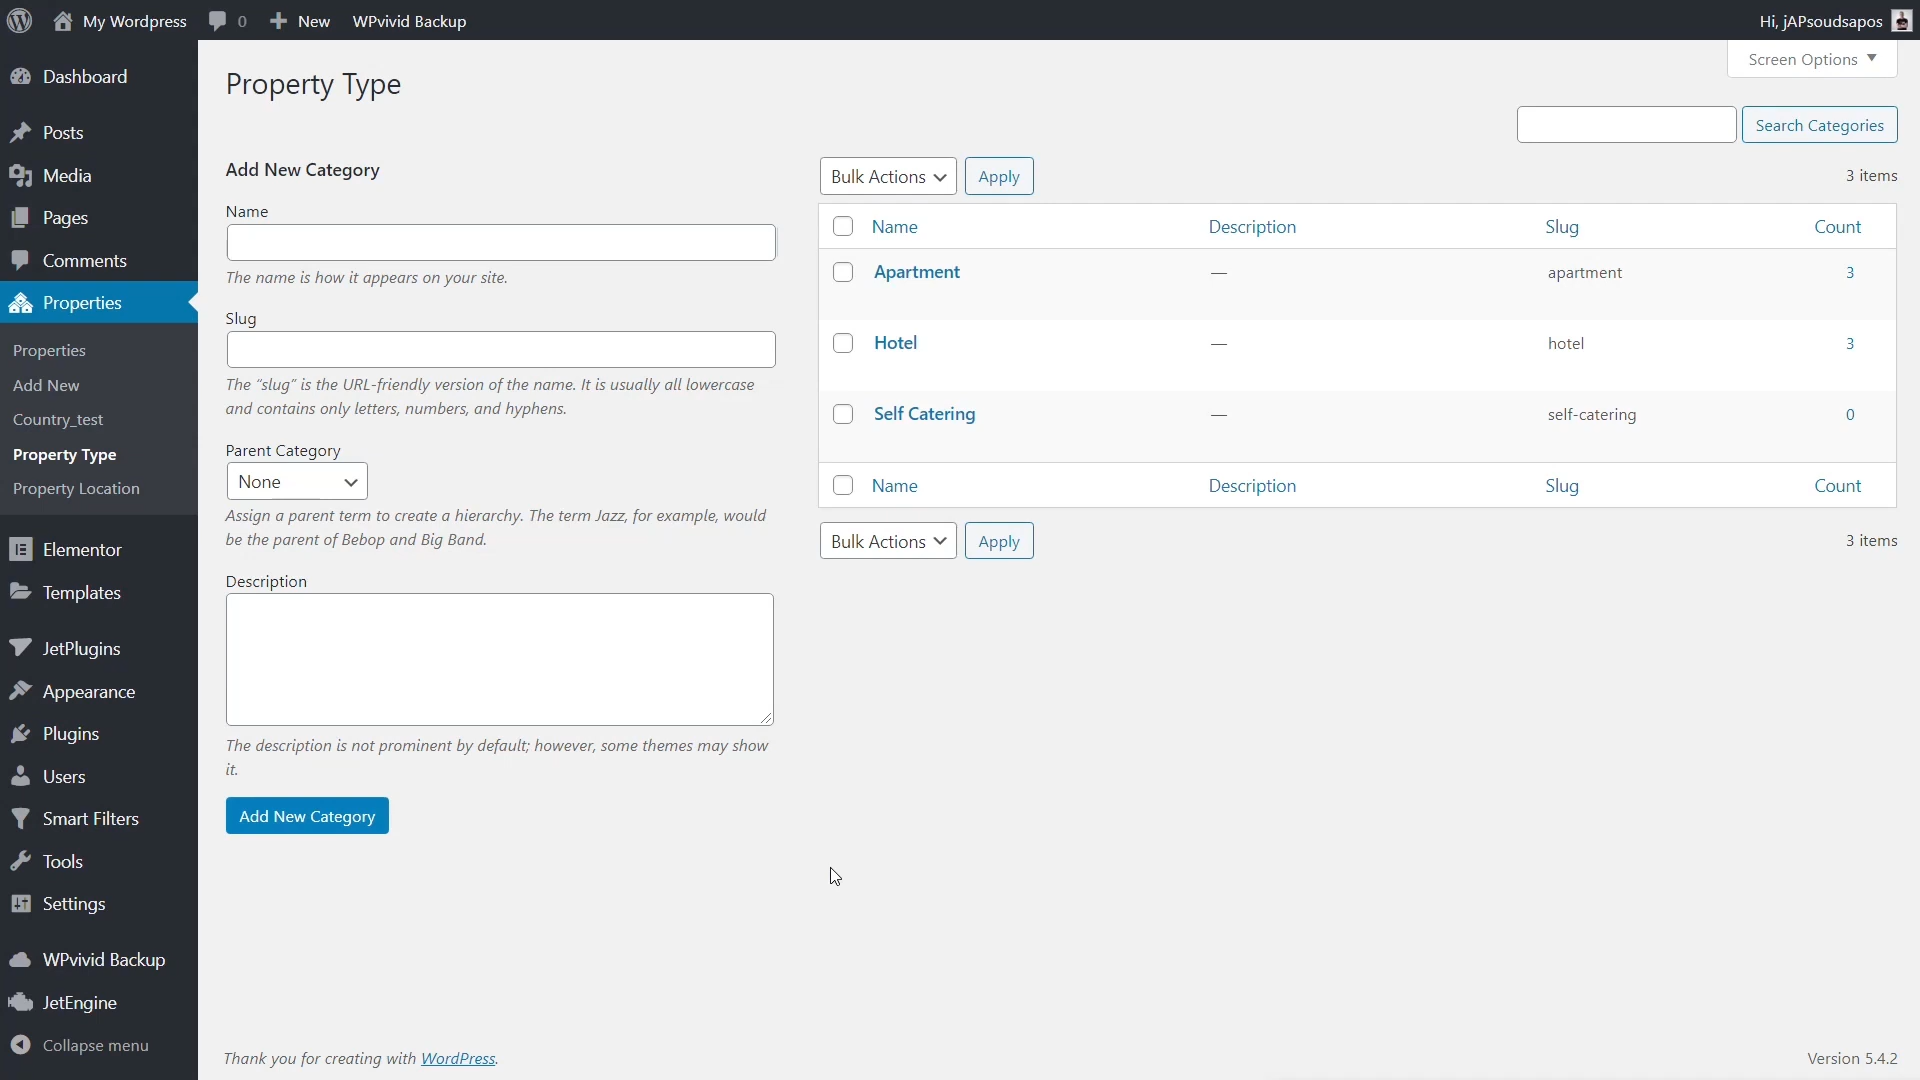 My Wordpress 0 New WPvivid Backup Hi, jAPsoudsapos
Dashboard
Posts
Media
Pages
Comments
Properties
Properties
Add New
Country_test
Property Type
Property Location
Elementor
Templates
JetPlugins
Appearance
Plugins
Users
Smart Filters
Tools
Settings
WPvivid Backup
JetEngine
Collapse menu
Screen Options
Property Type
Search Categories
Add New Category
Name
The name is how it appears on your site.
Slug
The “slug” is the URL-friendly version of the name. It is usually all lowercase
and contains only letters, numbers, and hyphens.
Parent Category
None
Assign a parent term to create a hierarchy. The term Jazz, for example, would
be the parent of Bebop and Big Band.
Description
The description is not prominent by default; however, some themes may show
it.
Add New Category
Bulk Actions Apply 3 items
Name Description Slug Count
Apartment — apartment 3
Hotel — hotel 3
Self Catering — self-catering 0
Name Description Slug Count
Bulk Actions Apply 3 items
Thank you for creating with WordPress. Version 5.4.2